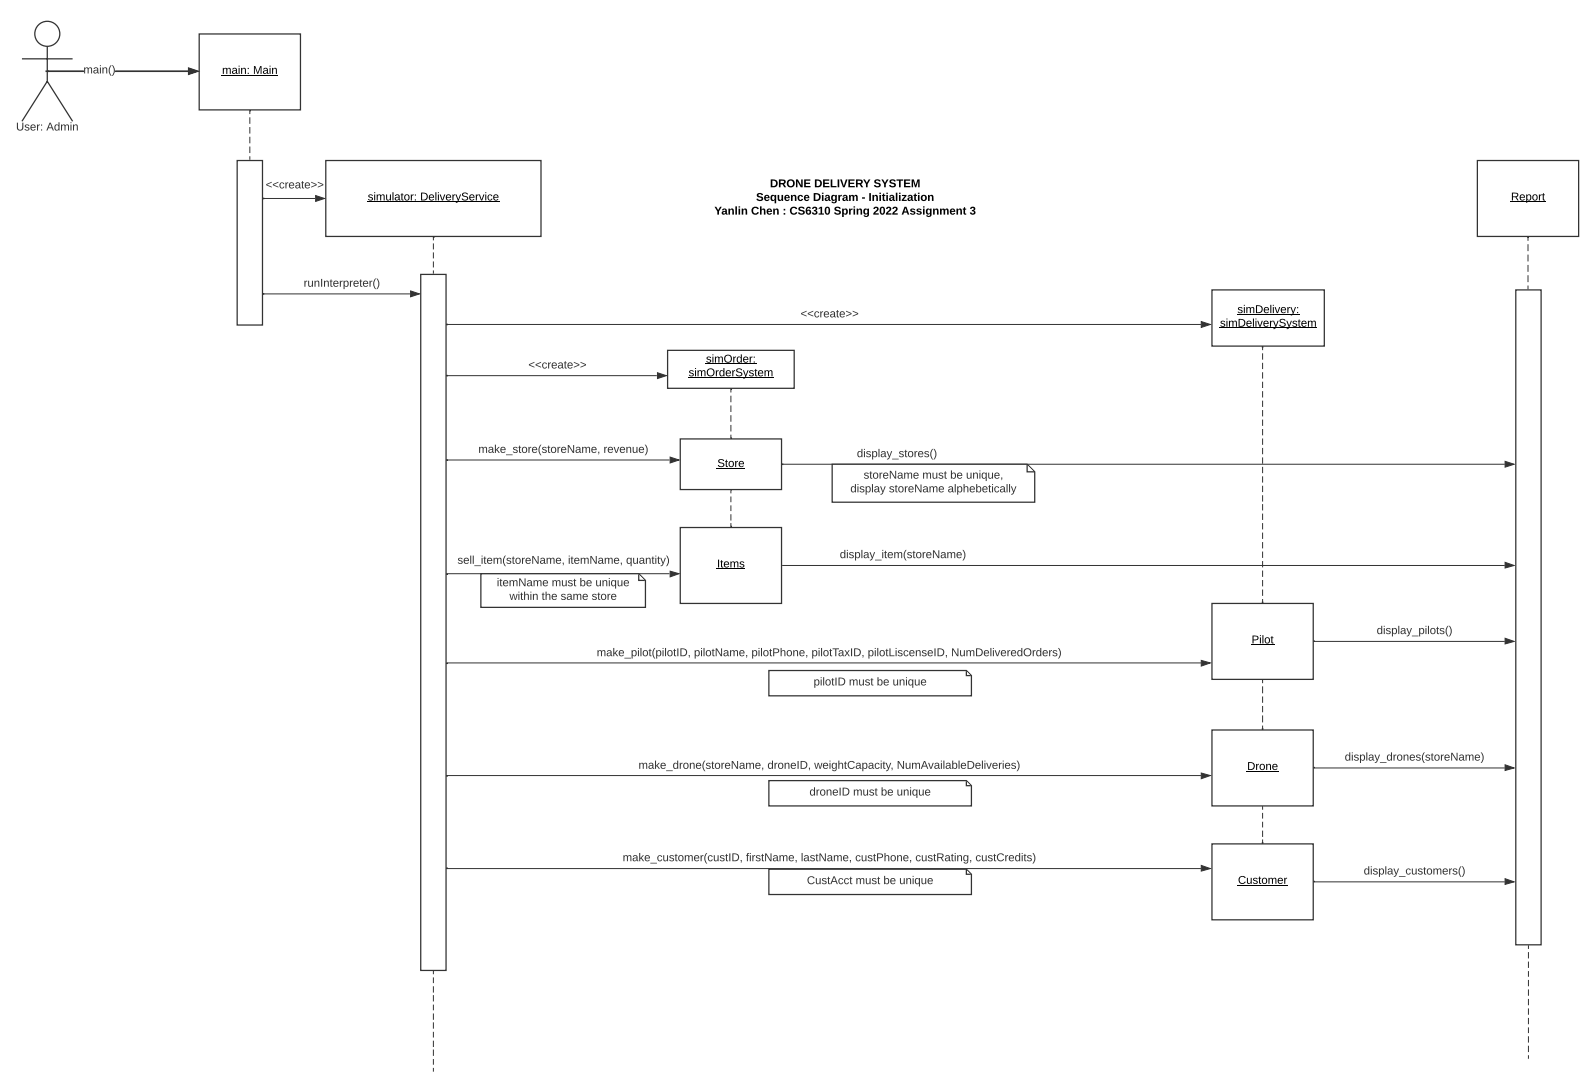 main()
main: Main
User: Admin
<<create>>
simulator: DeliveryService
DRONE DELIVERY SYSTEM
Sequence Diagram - Initialization
Yanlin Chen : CS6310 Spring 2022 Assignment 3
Report
runInterpreter()
<<create>>
simDelivery:
simDeliverySystem
<<create>>
simOrder:
simOrderSystem
make_store(storeName, revenue)
Store
display_stores()
storeName must be unique,
display storeName alphebetically
sell_item(storeName, itemName, quantity)
itemName must be unique
within the same store
Items
display_item(storeName)
Pilot
display_pilots()
make_pilot(pilotID, pilotName, pilotPhone, pilotTaxID, pilotLiscenseID, NumDeliveredOrders)
pilotID must be unique
make_drone(storeName, droneID, weightCapacity, NumAvailableDeliveries)
droneID must be unique
Drone
display_drones(storeName)
make_customer(custID, firstName, lastName, custPhone, custRating, custCredits)
CustAcct must be unique
Customer
display_customers()